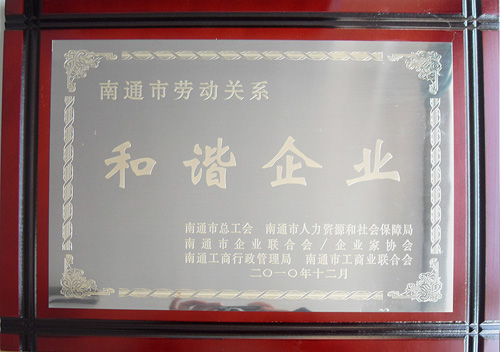 南通市劳动关系
和谐企业
南通市总工会 南通市人力资源和社会保障局
南通市企业联合会/企业家协会
南通工商行政管理局 南通市工商业联合会
二〇一〇年十二月